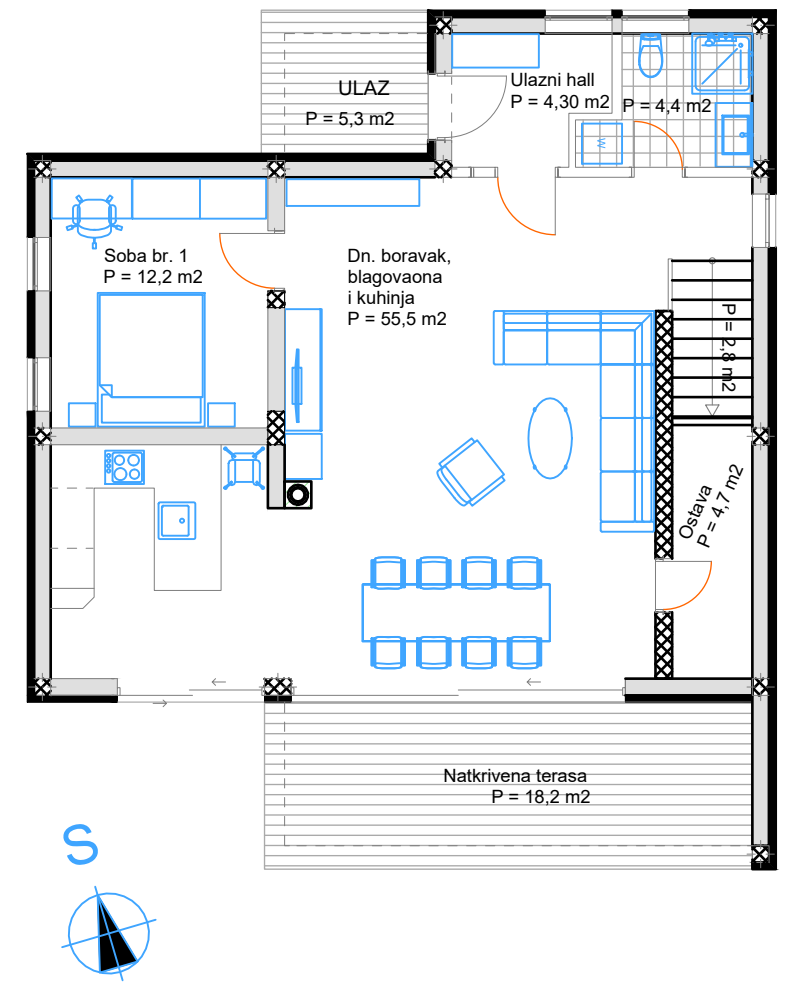 ULAZ
P = 5,3 m2
Ulazni hall
P = 4,30 m2
P = 4,4 m2
W
Soba br. 1
P = 12,2 m2
Dn. boravak,
blagovaona
i kuhinja
P = 55,5 m2
P = 2,8 m2
Ostava
P = 4,7 m2
Natkrivena terasa
P = 18,2 m2
S